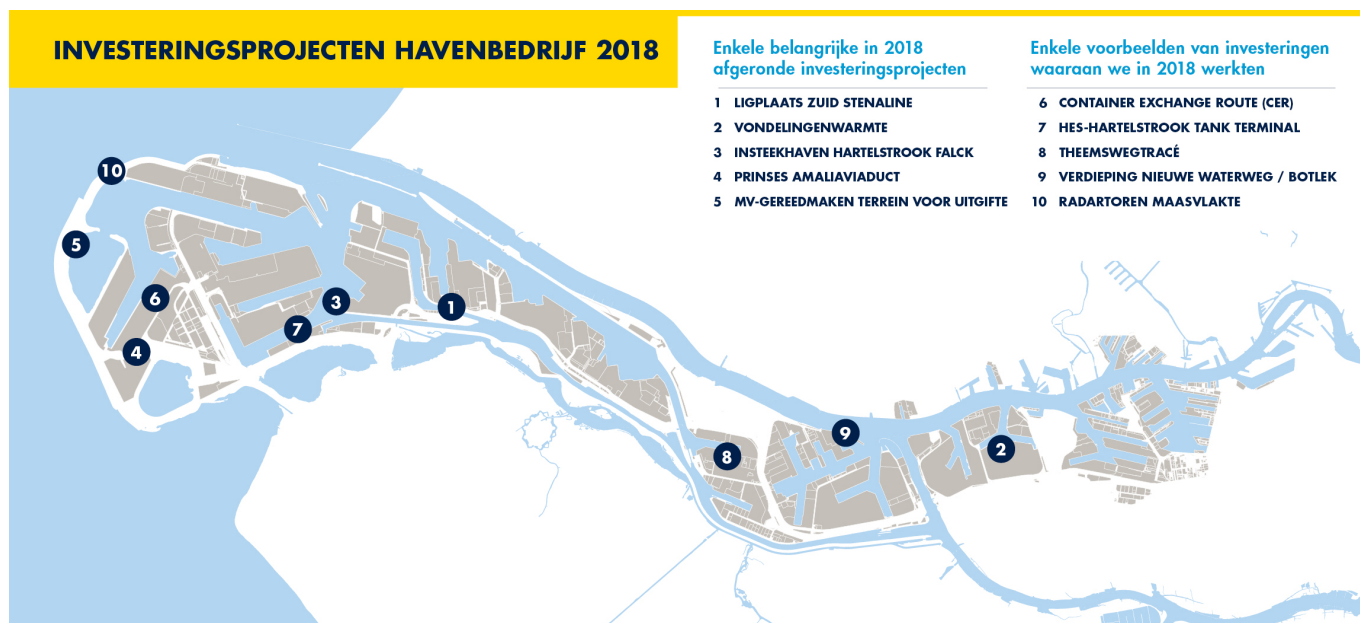 INVESTERINGSPROJECTEN HAVENBEDRIJF 2018
Enkele belangrijke in 2018
afgeronde investeringsprojecten
1 LIGPLAATS ZUID STENALINE
2 VONDELINGENWARMTE
3 INSTEEKHAVEN HARTELSTROOK FALCK
4 PRINSES AMALIAVIADUCT
5 MV-GEREEDMAKEN TERREIN VOOR UITGIFTE
Enkele voorbeelden van investeringen
waaraan we in 2018 werkten
6 CONTAINER EXCHANGE ROUTE (CER)
7 HES-HARTELSTROOK TANK TERMINAL
8 THEEMSWEGTRACÉ
9 VERDIEPING NIEUWE WATERWEG / BOTLEK
10 RADARTOREN MAASVLAKTE
10
5
6
3
1
7
4
9
8
2